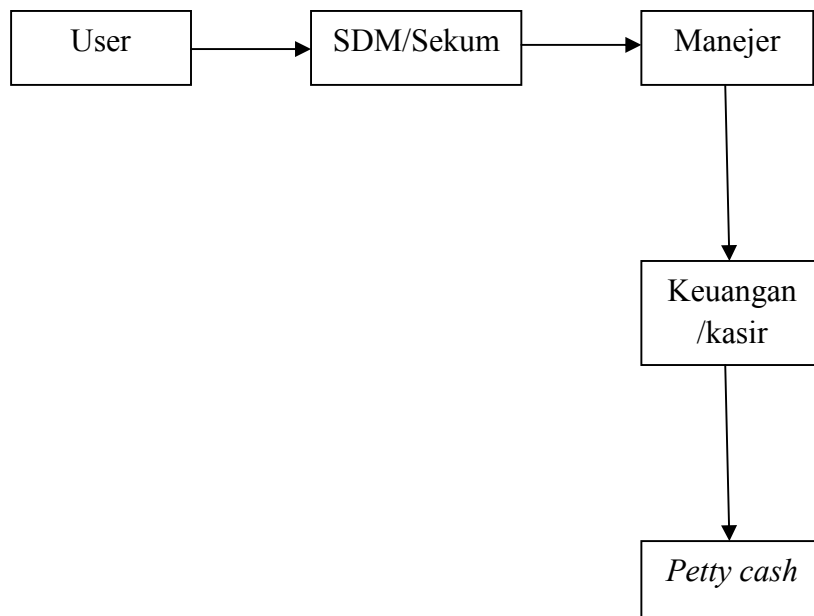 User
SDM/Sekum
Manejer
Keuangan
/kasir
Petty cash